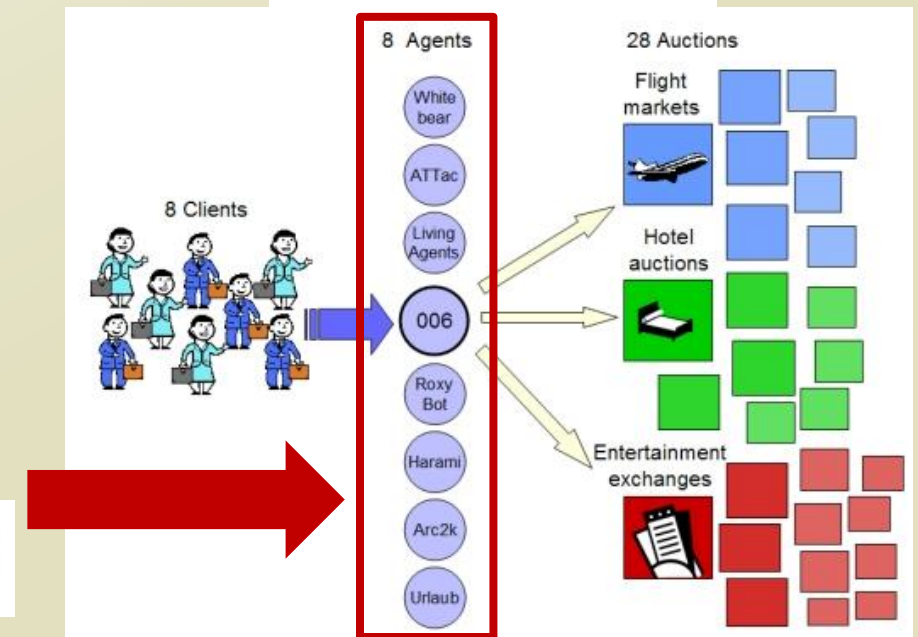 8 Clients
8 Agents
White
bear
ATTac
Living
Agents
006
Roxy
Bot
Harami
Arc2k
Urlaub
28 Auctions
Flight
markets
Hotel
auctions
Entertainment
exchanges